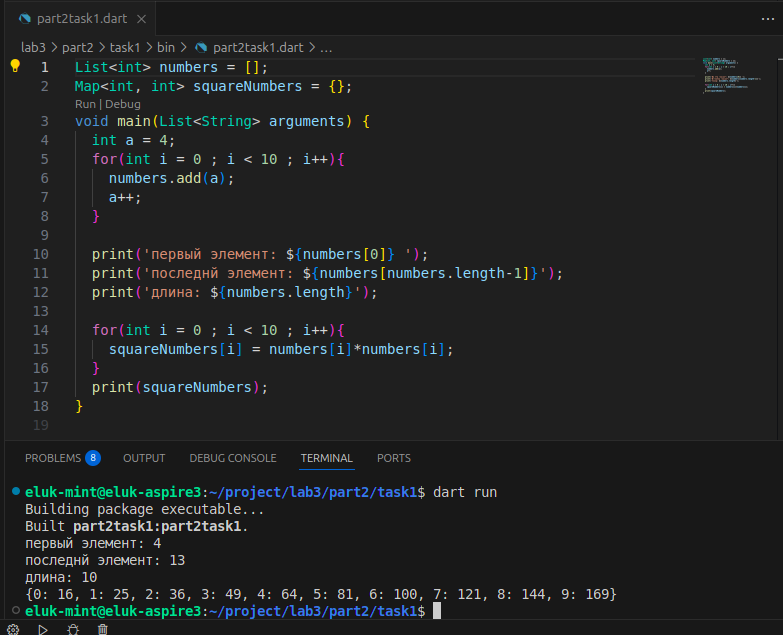 part2task1.dart
lab3 > part2 > task1 > bin > part2task1.dart > ...
1 List<int> numbers = [];
2 Map<int, int> squareNumbers = {};
Run | Debug
3 void main(List<String> arguments) {
4 int a = 4;
5 for(int i = 0 ; i < 10 ; i++){
6 numbers.add(a);
7 a++;
8 }
9
10 print('первый элемент: ${numbers[0]} ');
11 print('последнй элемент: ${numbers[numbers.length-1]}');
12 print('длина: ${numbers.length}');
13
14 for(int i = 0 ; i < 10 ; i++){
15 squareNumbers[i] = numbers[i]*numbers[i];
16 }
17 print(squareNumbers);
18 }
19
PROBLEMS 8 OUTPUT DEBUG CONSOLE TERMINAL PORTS
eluk-mint@eluk-aspire3:~/project/lab3/part2/task1$ dart run
Building package executable...
Built part2task1:part2task1.
первый элемент: 4
последнй элемент: 13
длина: 10
{0: 16, 1: 25, 2: 36, 3: 49, 4: 64, 5: 81, 6: 100, 7: 121, 8: 144, 9: 169}
eluk-mint@eluk-aspire3:~/project/lab3/part2/task1$